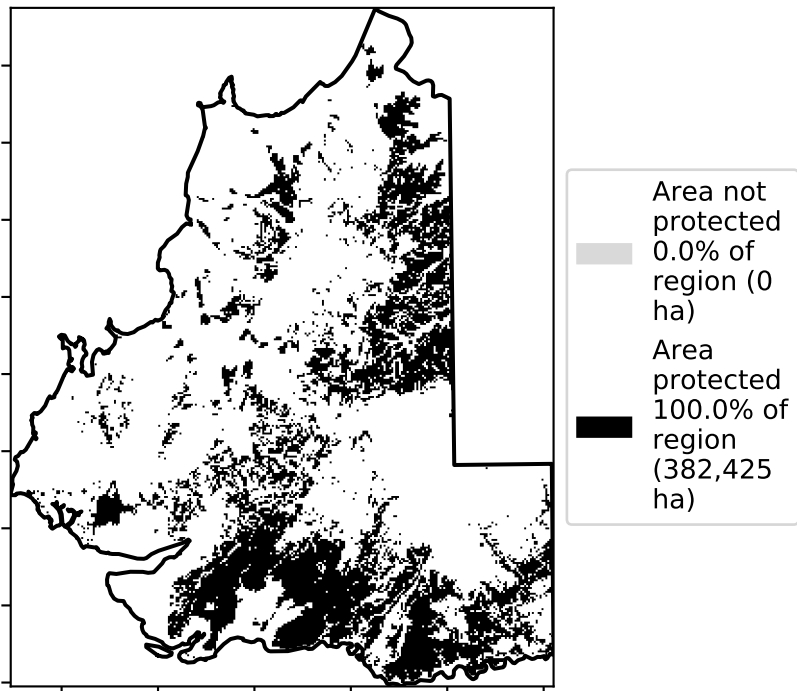 Area not
protected
0.0% of
region (0
ha)
Area
protected
100.0% of
region
(382,425
ha)